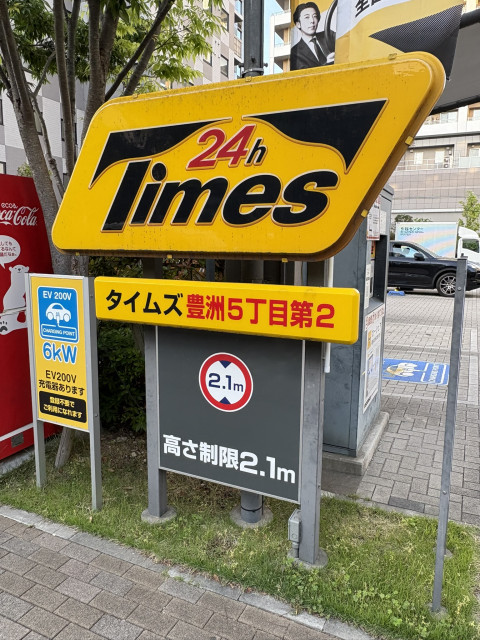 24h
Times
タイムズ 豊洲5丁目第2
2.1m
高さ制限2.1m
EV 200V
CHARGING POINT
6kW
EV200V
充電器あります
登録不要で
ご利用になれます
Coca-Cola